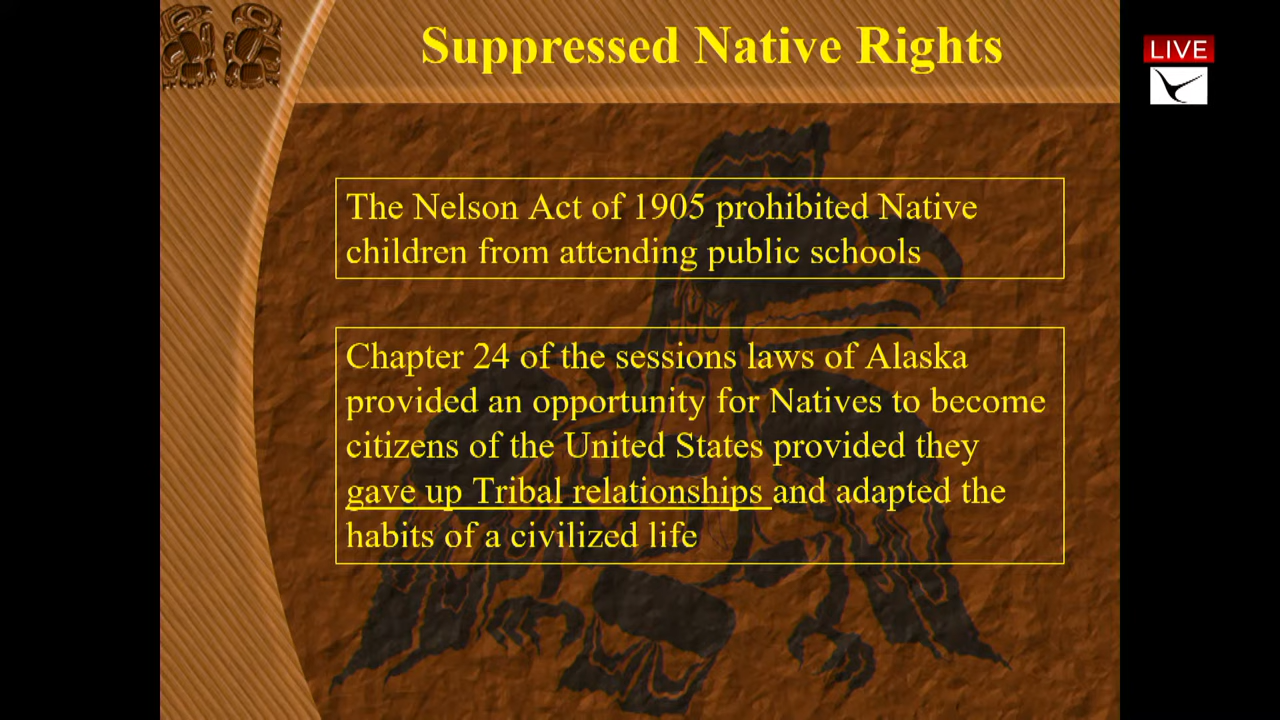 Suppressed Native Rights
LIVE
The Nelson Act of 1905 prohibited Native
children from attending public schools
Chapter 24 of the sessions laws of Alaska
provided an opportunity for Natives to become
citizens of the United States provided they
gave up Tribal relationships and adapted the
habits of a civilized life